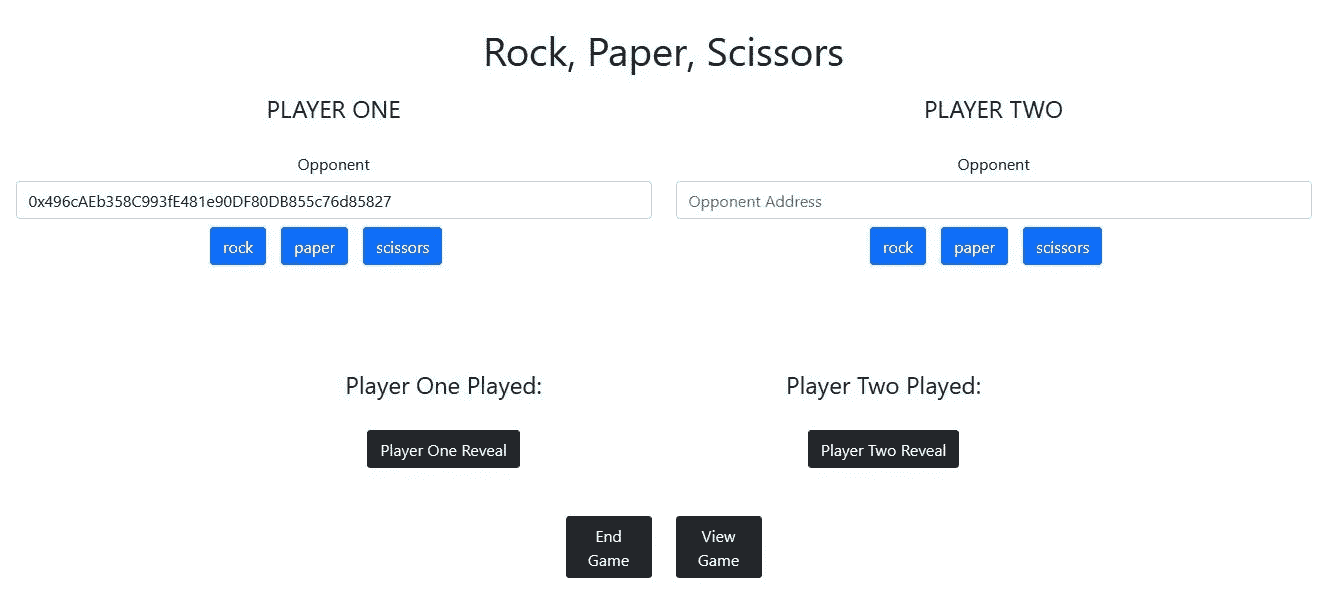 Rock, Paper, Scissors
PLAYER ONE
PLAYER TWO
Opponent
Opponent
0x496cAEb358C993fE481e90DF80DB855c76d85827
Opponent Address
rock
paper
scissors
rock
paper
scissors
Player One Played:
Player Two Played:
Player One Reveal
Player Two Reveal
End
Game
View
Game